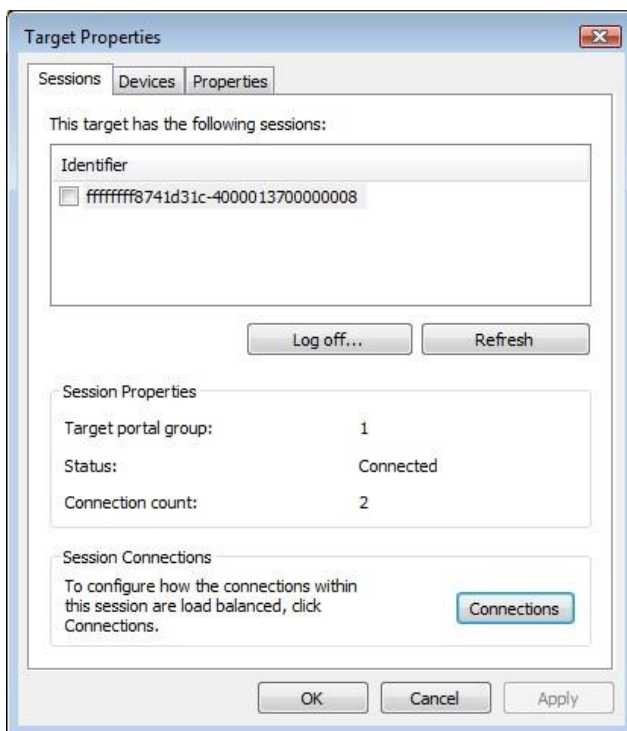 Target Properties
Sessions Devices Properties
This target has the following sessions:
Identifier
ffffffff8741d31c-4000013700000008
Log off... Refresh
Session Properties
Target portal group: 1
Status: Connected
Connection count: 2
Session Connections
To configure how the connections within
this session are load balanced, click
Connections.
Connections
OK Cancel Apply